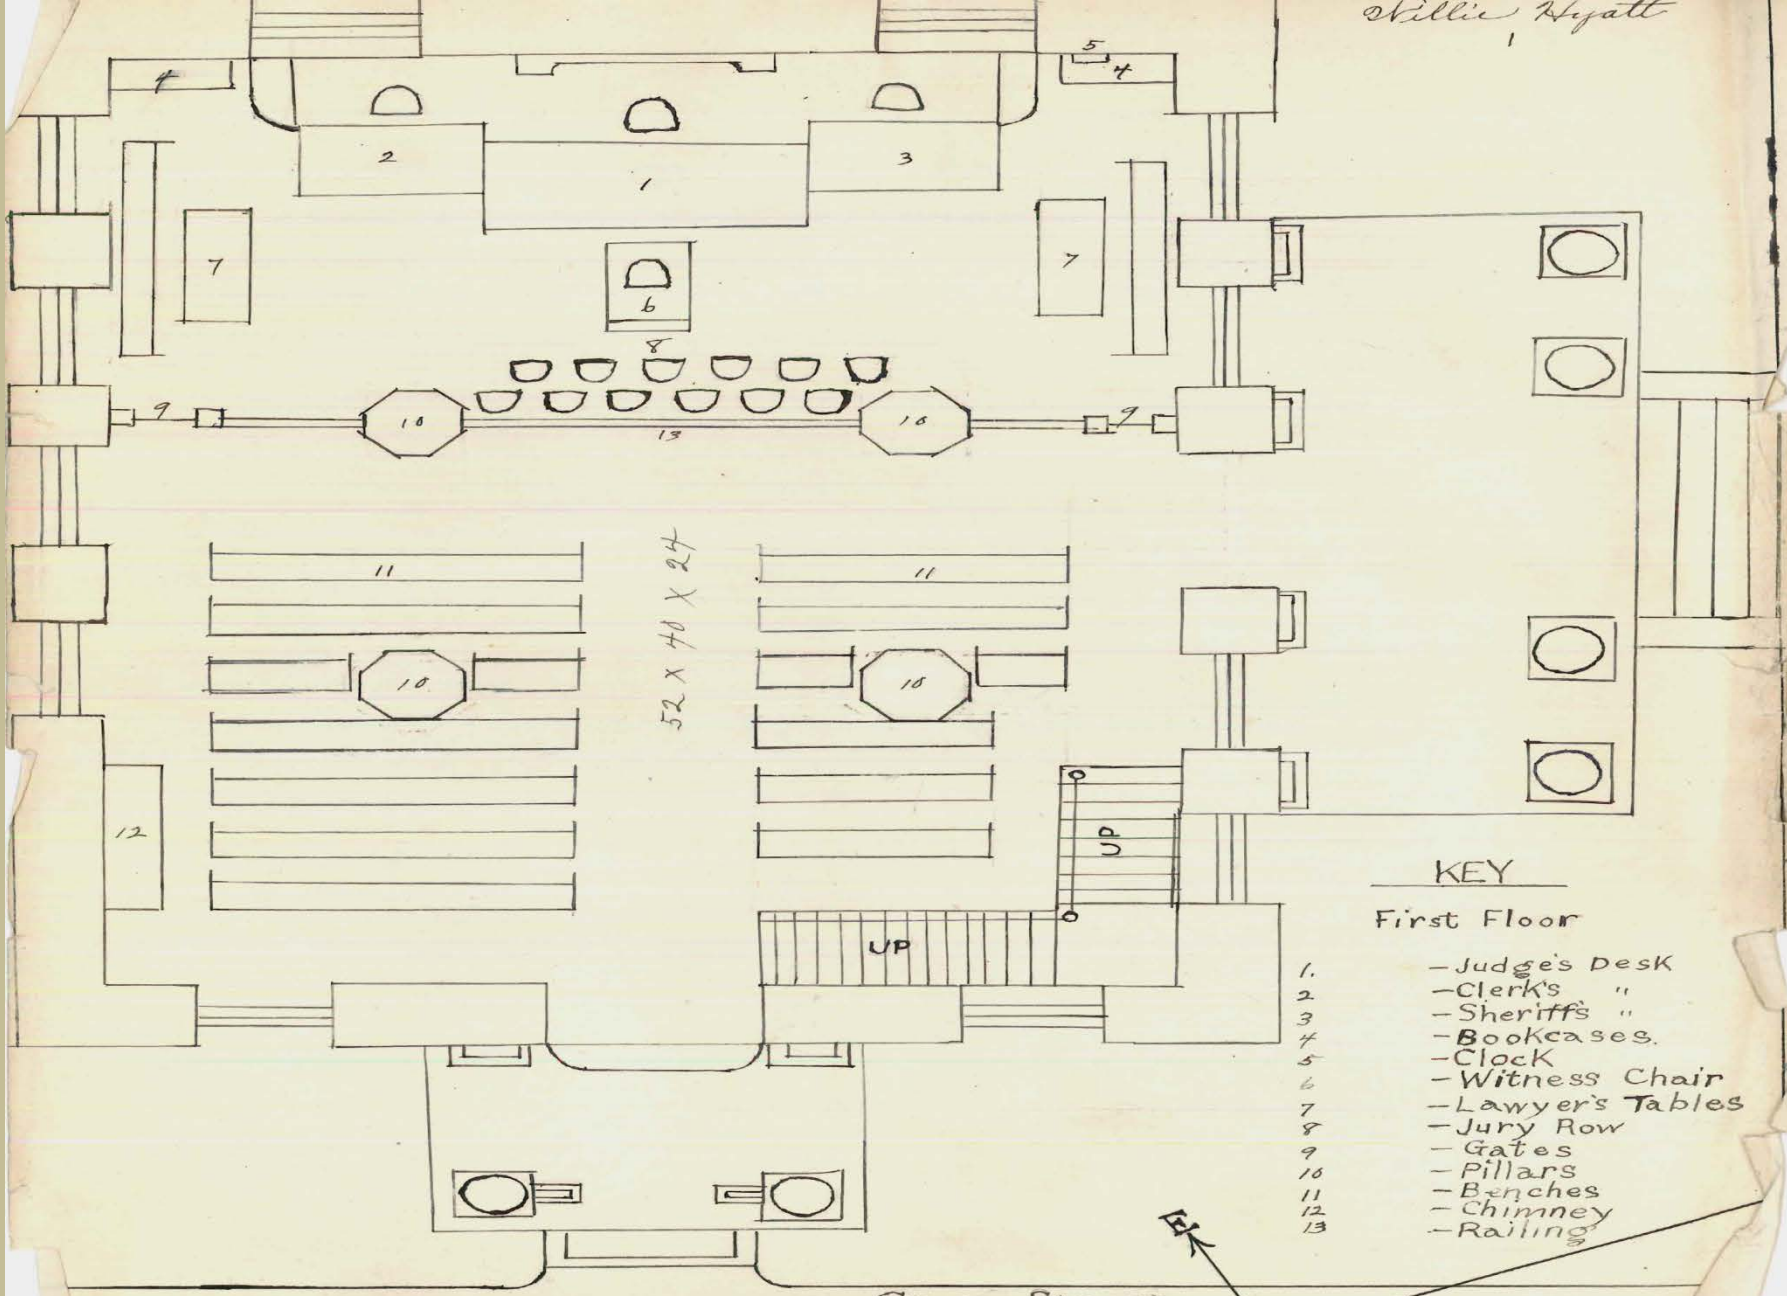 Nillie Hyatt
1
5
4
4
2
3
1
7
7
6
8
9
10
10
9
13
11
11
52 X 40 X 24
10
10
12
UP
UP
KEY
First Floor
1. - Judge's Desk
2 - Clerk's "
3 - Sheriff's "
4 - Bookcases.
5 - Clock
6 - Witness Chair
7 - Lawyer's Tables
8 - Jury Row
9 - Gates
10 - Pillars
11 - Benches
12 - Chimney
13 - Railing